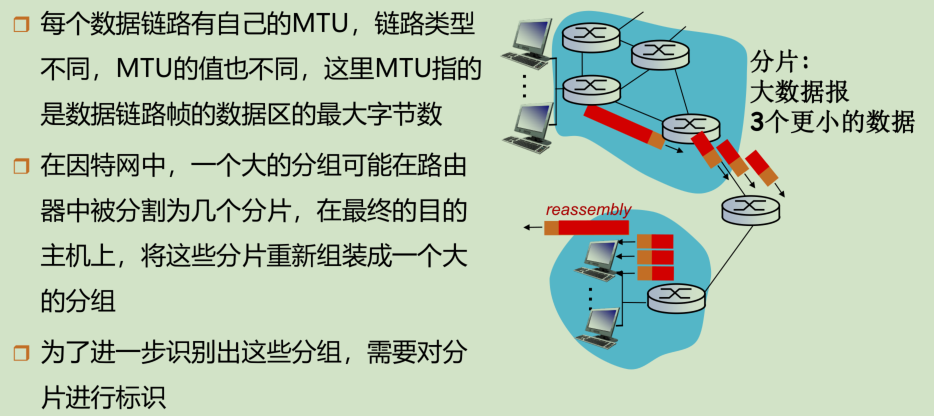 每个数据链路有自己的MTU，链路类型
不同，MTU的值也不同，这里MTU指的
是数据链路帧的数据区的最大字节数
在因特网中，一个大的分组可能在路由
器中被分割为几个分片，在最终的目的
主机上，将这些分片重新组装成一个大
的分组
为了进一步识别出这些分组，需要对分
片进行标识
分片：
大数据报
3个更小的数据
reassembly